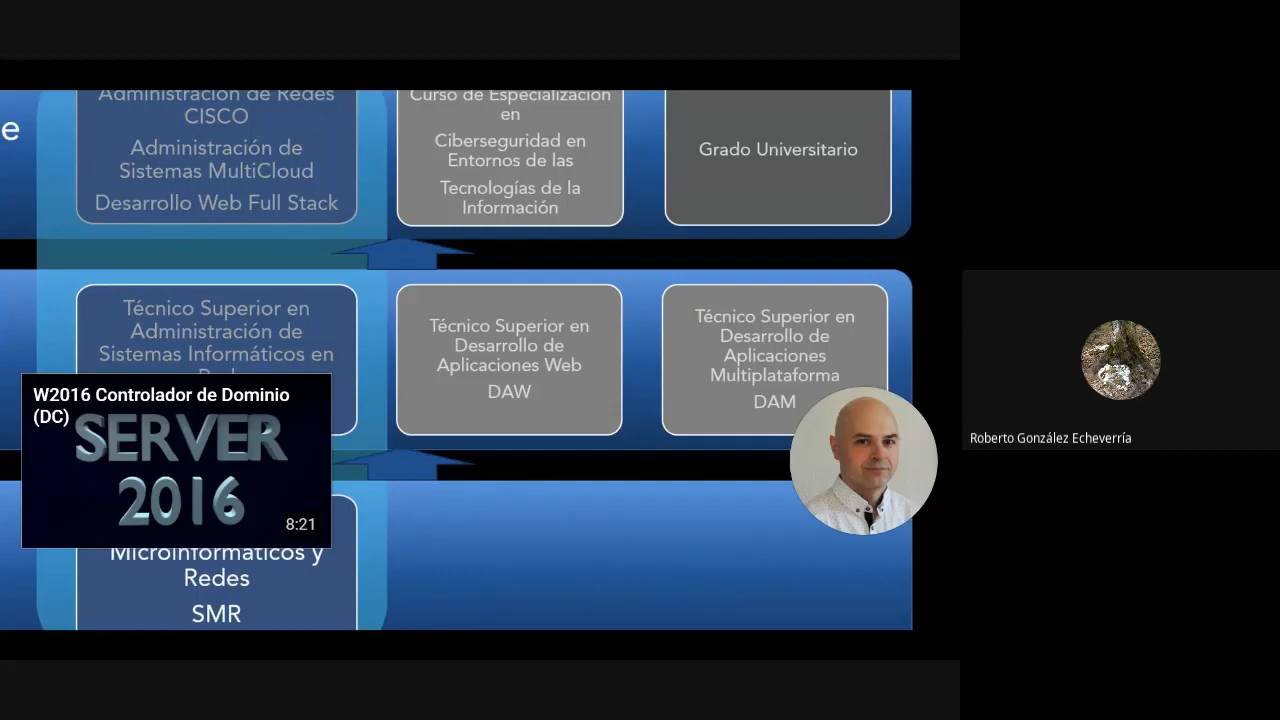 e
Administración de Redes
CISCO
Administración de
Sistemas MultiCloud
Desarrollo Web Full Stack
Curso de Especialización
en
Ciberseguridad en
Entornos de las
Tecnologías de la
Información
Grado Universitario
Técnico Superior en
Administración de
Sistemas Informáticos en
Técnico Superior en
Desarrollo de
Aplicaciones Web
DAW
Técnico Superior en
Desarrollo de
Aplicaciones
Multiplataforma
DAM
W2016 Controlador de Dominio
(DC)
SERVER
2016
8:21
Microinformáticos y
Redes
SMR
Roberto González Echeverría